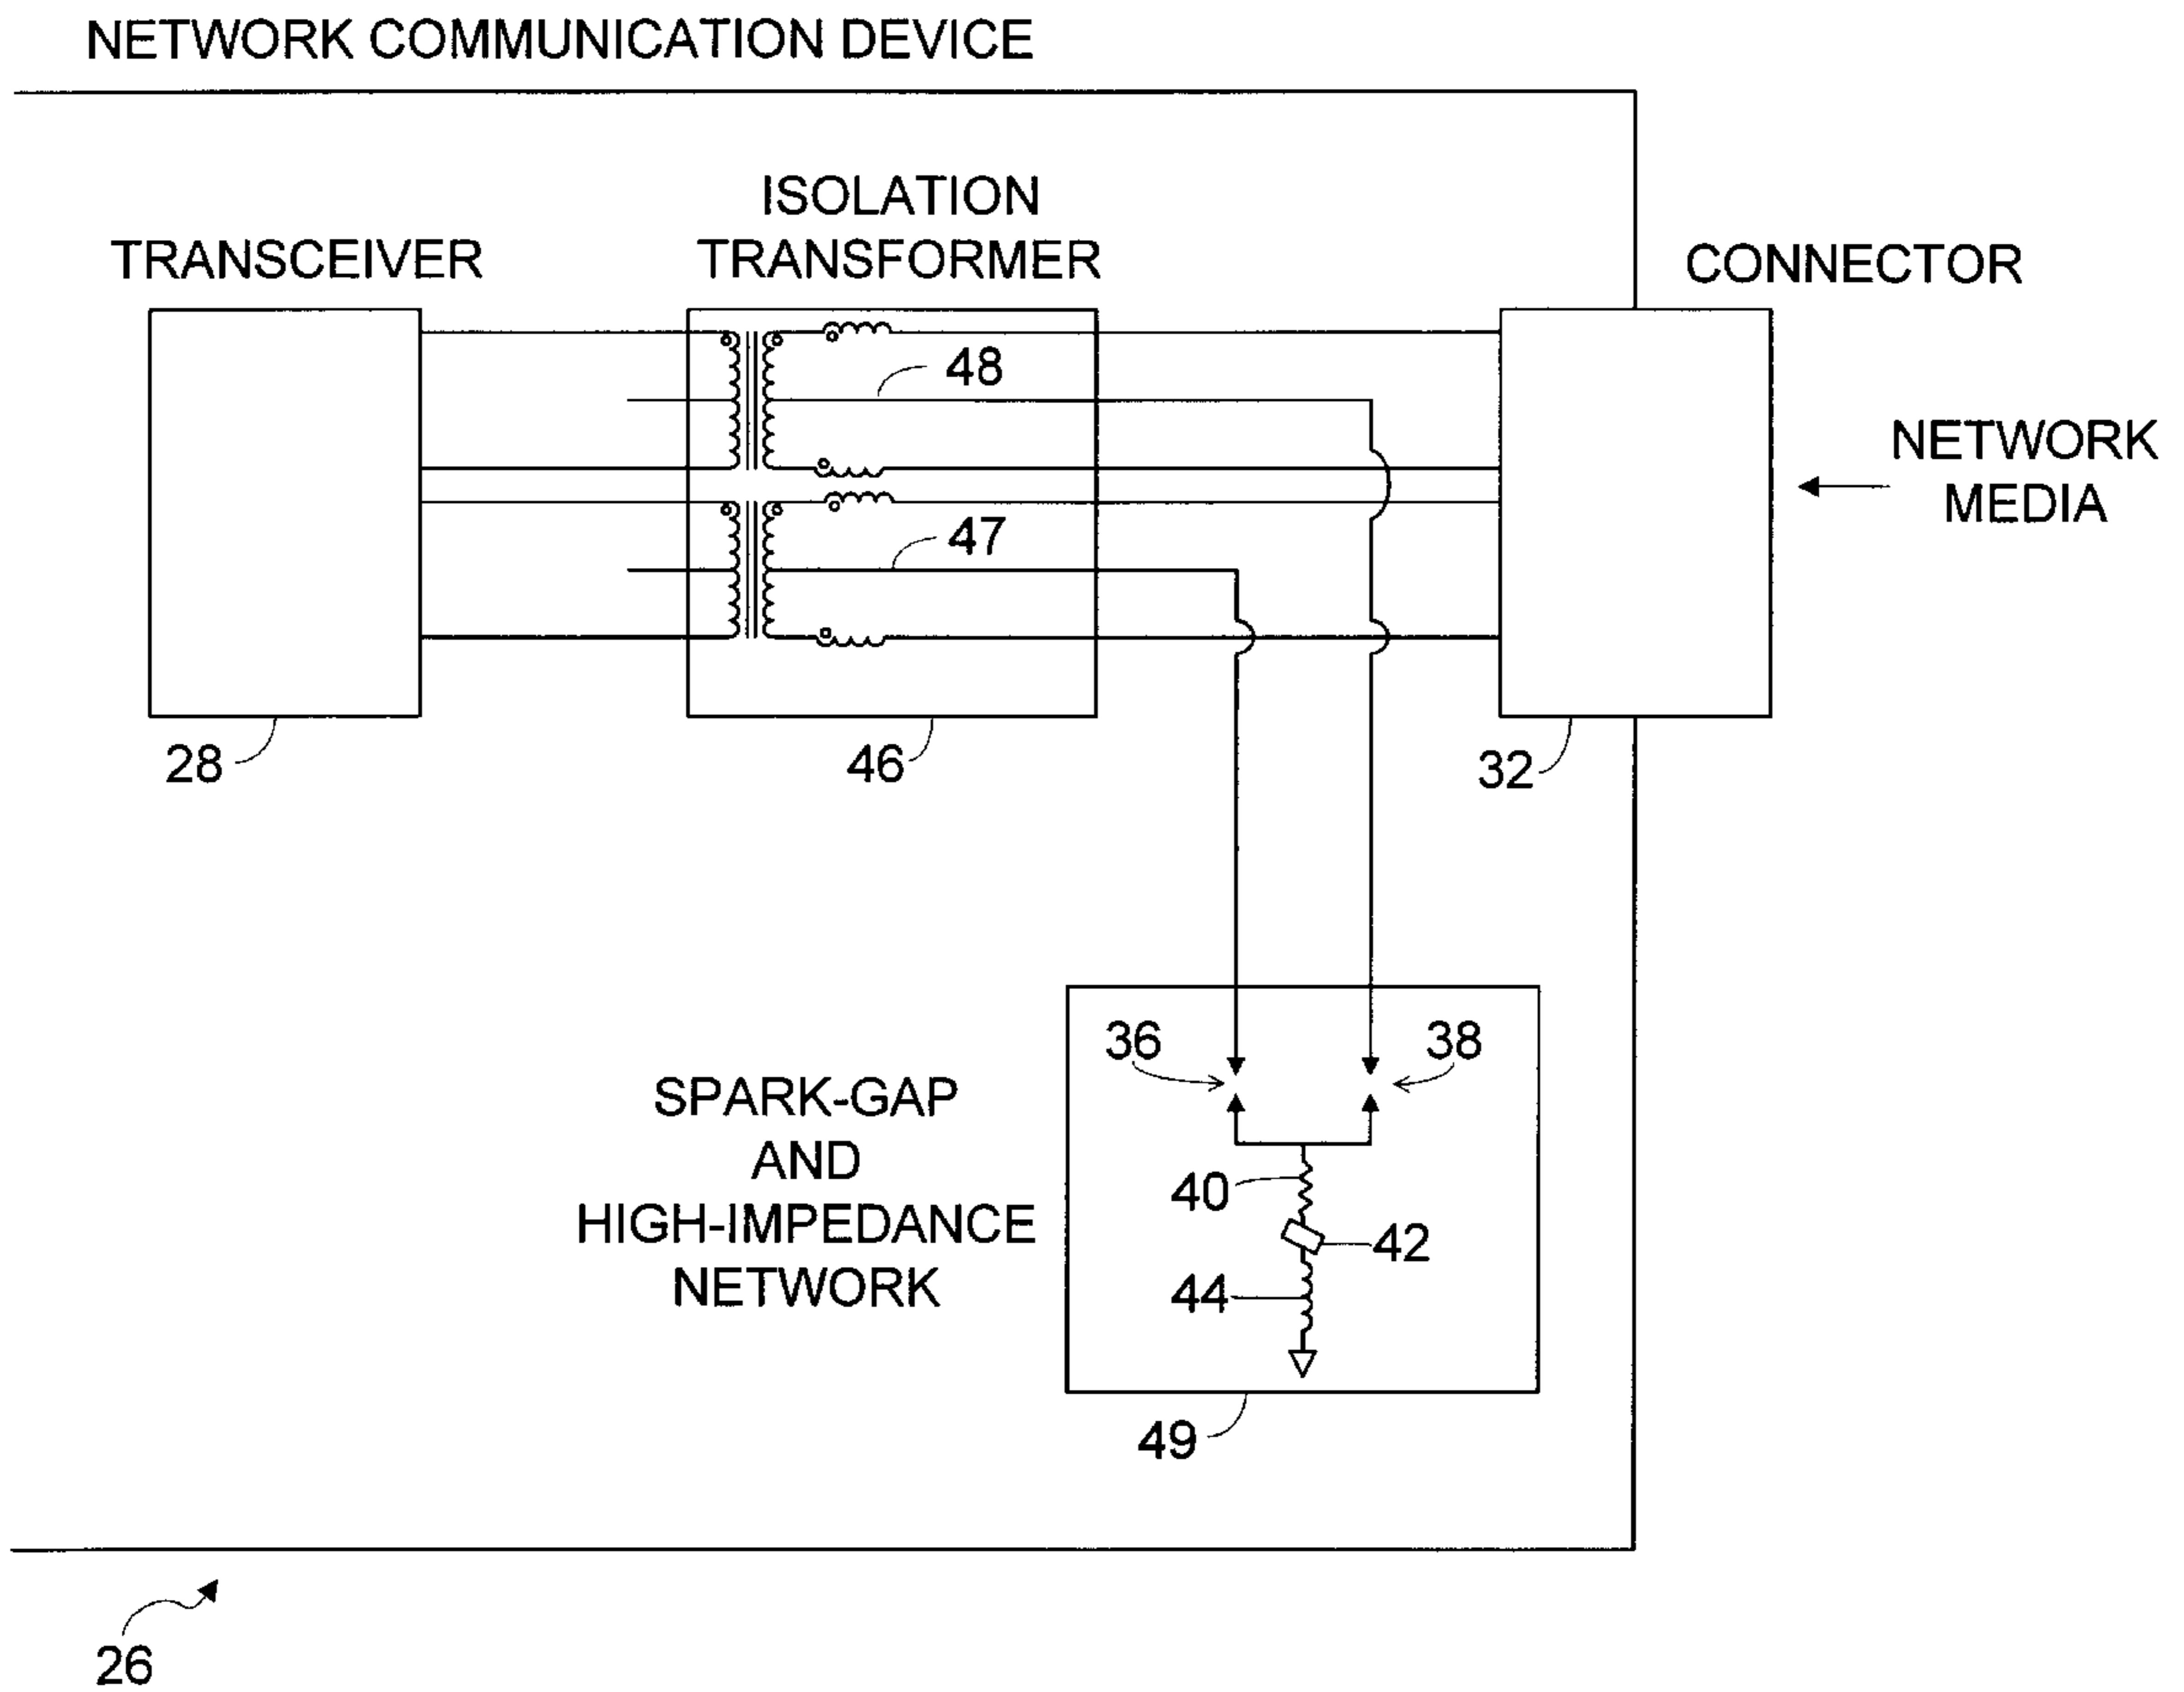 NETWORK COMMUNICATION DEVICE
TRANSCEIVER
ISOLATION
TRANSFORMER
CONNECTOR
48
NETWORK
MEDIA
47
28
46
32
36
38
SPARK-GAP
AND
HIGH-IMPEDANCE
NETWORK
40
42
44
49
26